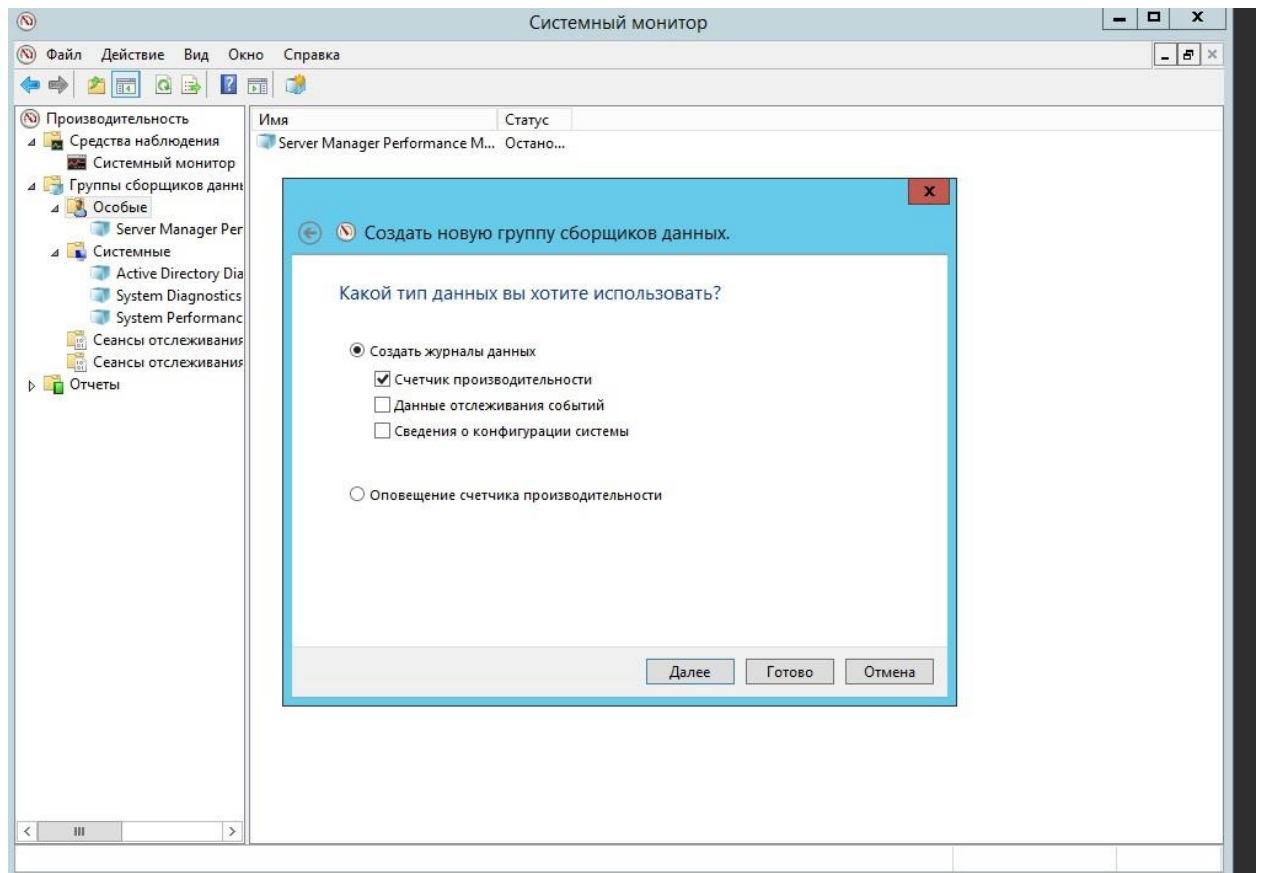 Системный монитор
Файл Действие Вид Окно Справка
Производительность
Средства наблюдения
Системный монитор
Группы сборщиков даннь
Особые
Server Manager Per
Системные
Active Directory Dia
System Diagnostics
System Performanc
Сеансы отслеживания
Сеансы отслеживания
Отчеты
Имя Статус
Server Manager Performance M... Остано...
Создать новую группу сборщиков данных.
Какой тип данных вы хотите использовать?
Создать журналы данных
Счетчик производительности
Данные отслеживания событий
Сведения о конфигурации системы
Оповещение счетчика производительности
Далее Готово Отмена